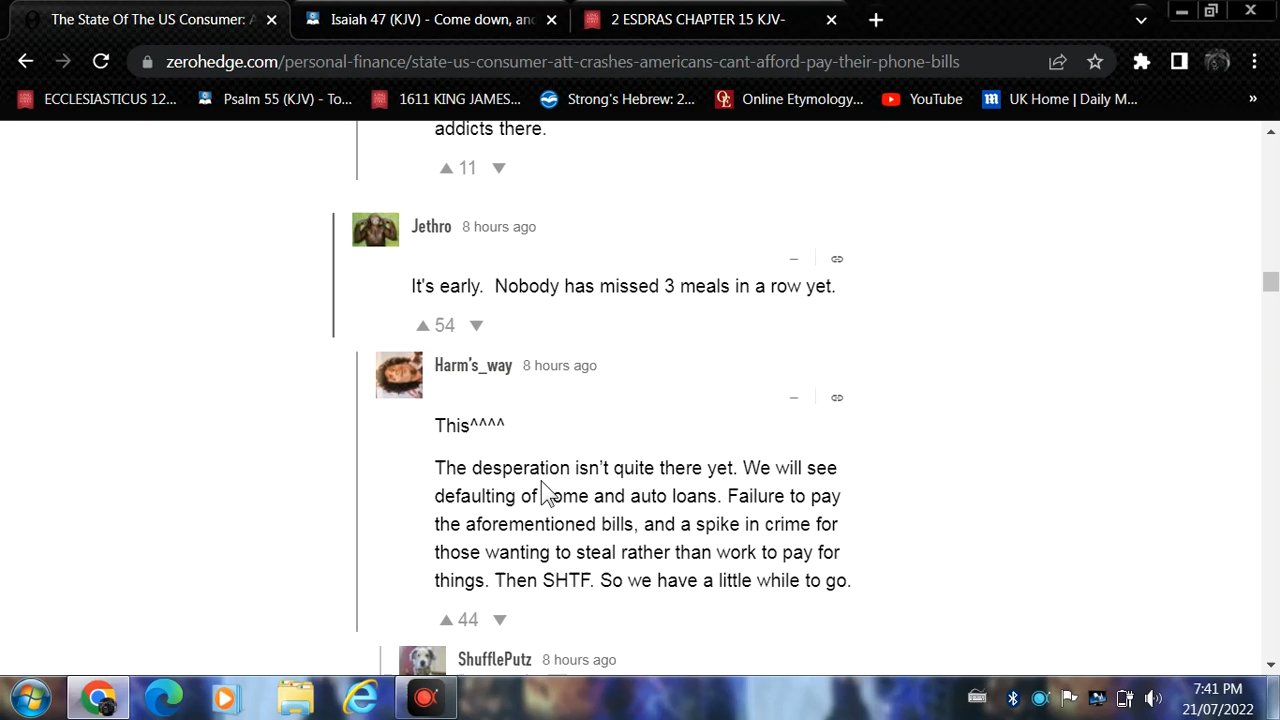 The State Of The US Consumer: A
Isaiah 47 (KJV) - Come down, and
2 ESDRAS CHAPTER 15 KJV-
zerohedge.com/personal-finance/state-us-consumer-att-crashes-americans-cant-afford-pay-their-phone-bills
ECCLESIASTICUS 12...
Psalm 55 (KJV) - To...
1611 KING JAMES...
Strong's Hebrew: 2...
Online Etymology...
YouTube
UK Home | Daily M...
addicts there.
11
Jethro 8 hours ago
It's early. Nobody has missed 3 meals in a row yet.
54
Harm's_way 8 hours ago
This^^^^
The desperation isn't quite there yet. We will see
defaulting of home and auto loans. Failure to pay
the aforementioned bills, and a spike in crime for
those wanting to steal rather than work to pay for
things. Then SHTF. So we have a little while to go.
44
ShufflePutz 8 hours ago
7:41 PM
21/07/2022